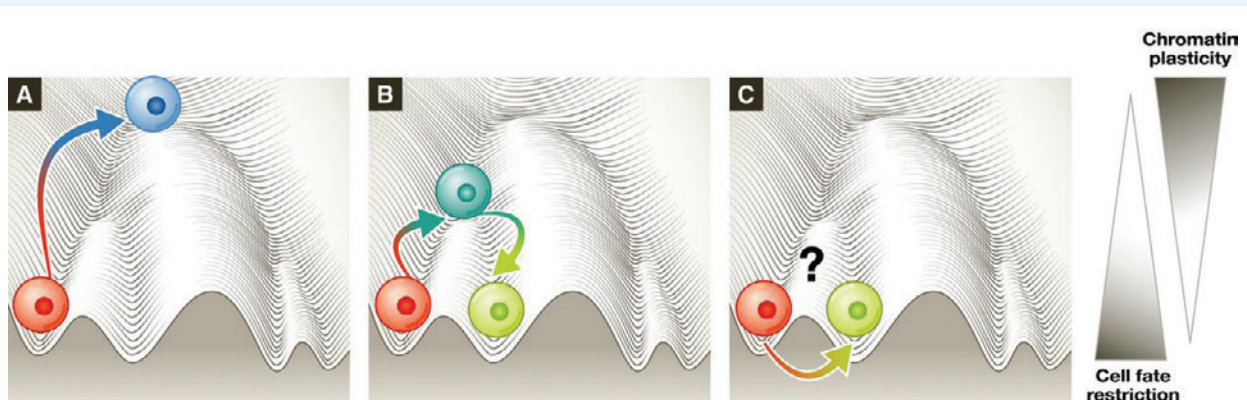 A
B
C
?
Chromatin
plasticity
Cell fate
restriction